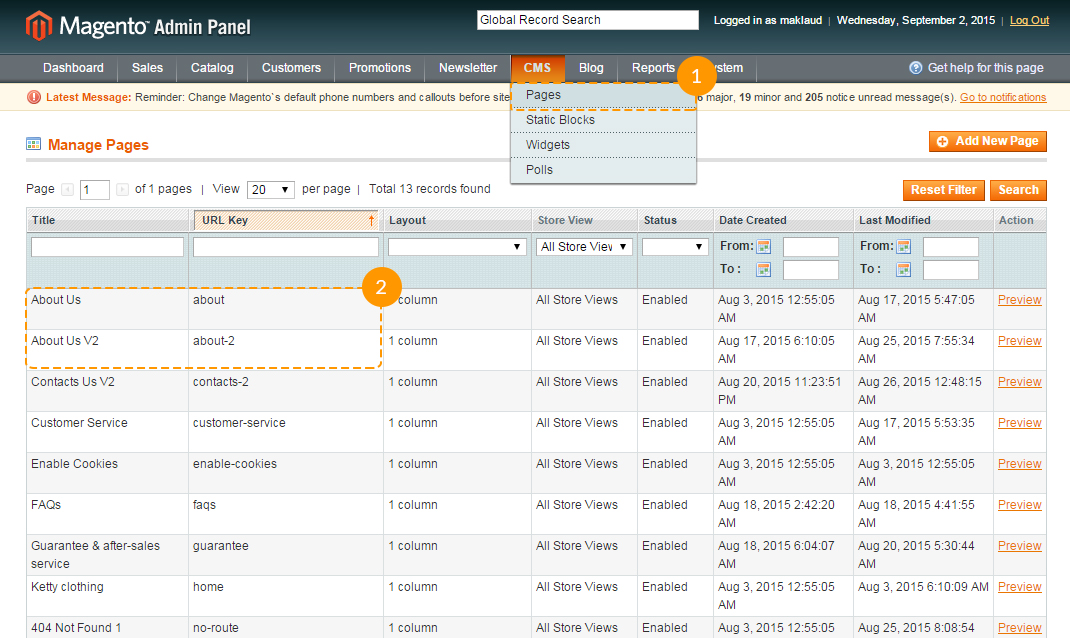 Magento™ Admin Panel
Global Record Search
Logged in as maklaud | Wednesday, September 2, 2015 | Log Out
Dashboard Sales Catalog Customers Promotions Newsletter CMS Blog Reports 1 stem
Get help for this page
Latest Message: Reminder: Change Magento`s default phone numbers and callouts before site
major, 19 minor and 205 notice unread message(s). Go to notifications
Pages
Static Blocks
Widgets
Polls
Manage Pages
Add New Page
Page 1 of 1 pages | View 20 per page | Total 13 records found
Reset Filter Search
Title URL Key Layout Store View Status Date Created Last Modified Action
All Store Viev From: From:
To : To :
2
About Us about column All Store Views Enabled Aug 3, 2015 12:55:05 AM Aug 17, 2015 5:47:05 AM Preview
About Us V2 about-2 1 column All Store Views Enabled Aug 17, 2015 6:10:05 AM Aug 25, 2015 7:55:34 AM Preview
Contacts Us V2 contacts-2 1 column All Store Views Enabled Aug 20, 2015 11:23:51 PM Aug 26, 2015 12:48:15 AM Preview
Customer Service customer-service 1 column All Store Views Enabled Aug 3, 2015 12:55:05 AM Aug 17, 2015 5:53:35 AM Preview
Enable Cookies enable-cookies 1 column All Store Views Enabled Aug 3, 2015 12:55:05 AM Aug 3, 2015 12:55:05 AM Preview
FAQs faqs 1 column All Store Views Enabled Aug 18, 2015 2:42:20 AM Aug 18, 2015 4:41:55 AM Preview
Guarantee & after-sales service guarantee 1 column All Store Views Enabled Aug 18, 2015 6:04:07 AM Aug 20, 2015 5:30:44 AM Preview
Ketty clothing home 1 column All Store Views Enabled Aug 3, 2015 12:55:05 AM Aug 3, 2015 6:10:09 AM Preview
404 Not Found 1 no-route 1 column All Store Views Enabled Aug 3, 2015 12:55:05 Aug 25, 2015 8:08:54 Preview